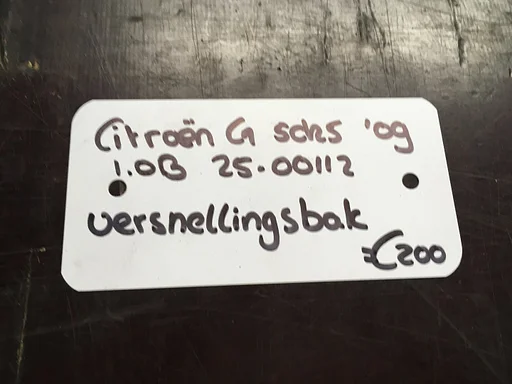 Citroën C1 5drs '09
1.0B 25.00112
versnellingsbak
€200